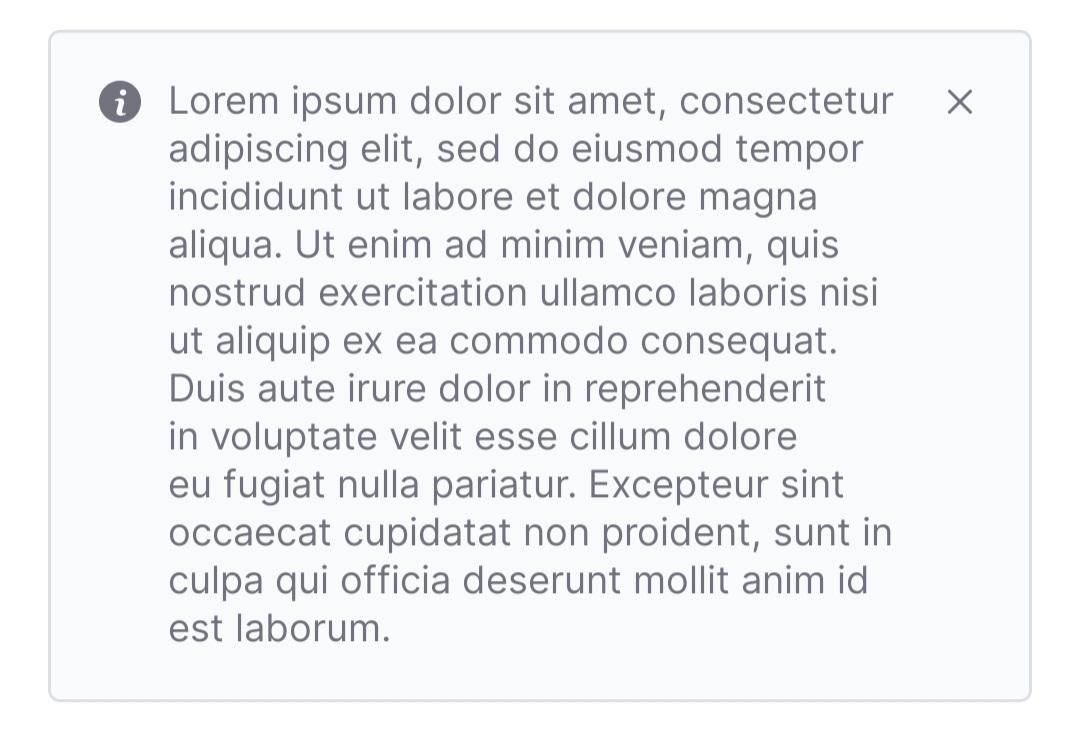 Lorem ipsum dolor sit amet, consectetur
adipiscing elit, sed do eiusmod tempor
incididunt ut labore et dolore magna
aliqua. Ut enim ad minim veniam, quis
nostrud exercitation ullamco laboris nisi
ut aliquip ex ea commodo consequat.
Duis aute irure dolor in reprehenderit
in voluptate velit esse cillum dolore
eu fugiat nulla pariatur. Excepteur sint
occaecat cupidatat non proident, sunt in
culpa qui officia deserunt mollit anim id
est laborum.